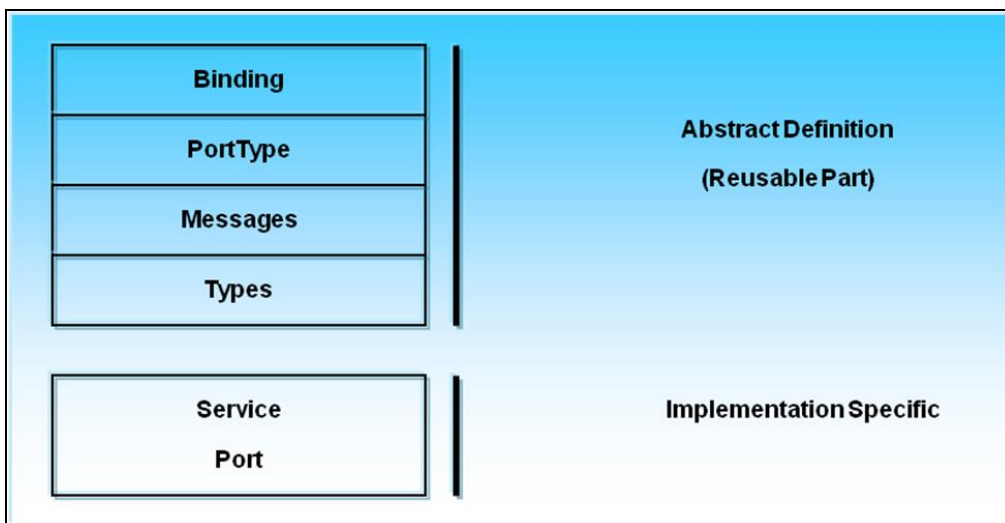 Binding
PortType
Messages
Types
Abstract Definition
(Reusable Part)
Service
Port
Implementation Specific